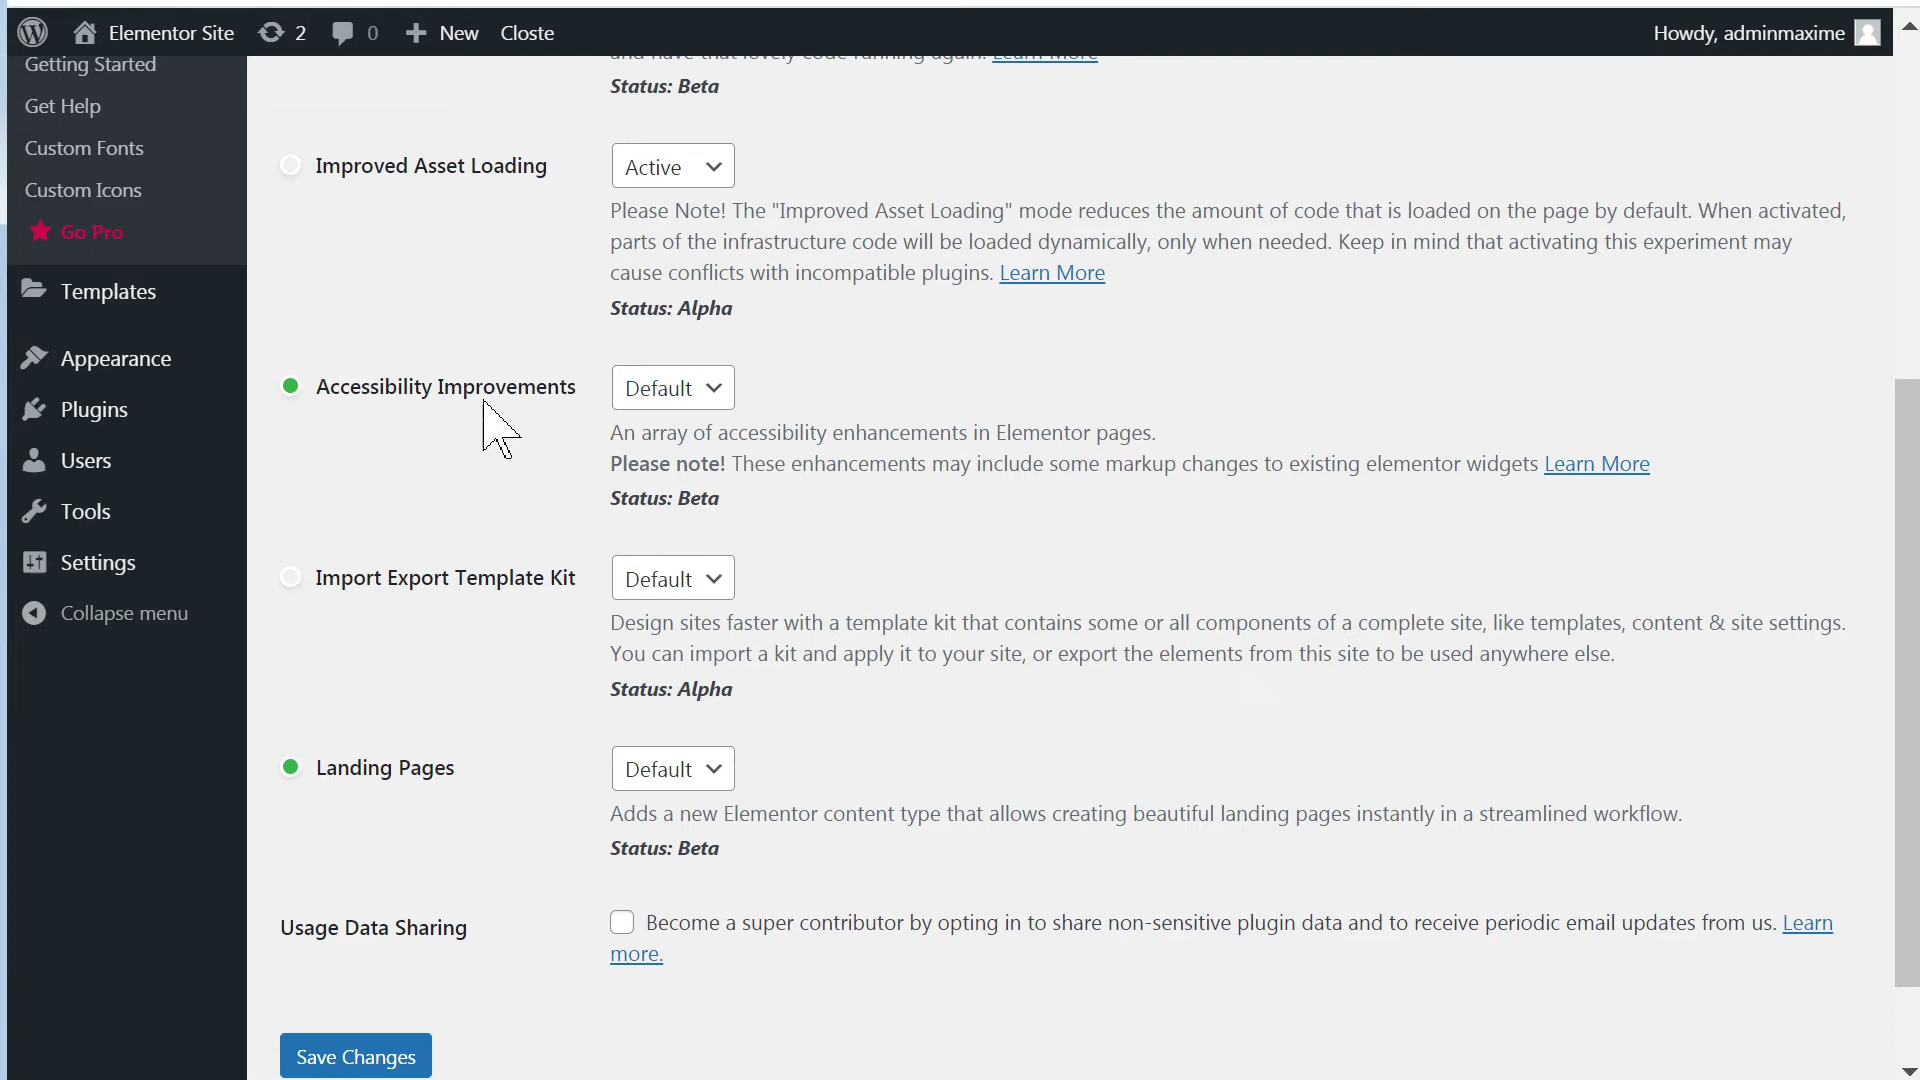 Elementor Site 2 0 New Closte Howdy, adminmaxime
Getting Started
Get Help
Custom Fonts
Custom Icons
Go Pro
Templates
Appearance
Plugins
Users
Tools
Settings
Collapse menu
and have that lovely code running again. Learn More
Status: Beta
Improved Asset Loading Active
Please Note! The "Improved Asset Loading" mode reduces the amount of code that is loaded on the page by default. When activated,
parts of the infrastructure code will be loaded dynamically, only when needed. Keep in mind that activating this experiment may
cause conflicts with incompatible plugins. Learn More
Status: Alpha
Accessibility Improvements Default
An array of accessibility enhancements in Elementor pages.
Please note! These enhancements may include some markup changes to existing elementor widgets Learn More
Status: Beta
Import Export Template Kit Default
Design sites faster with a template kit that contains some or all components of a complete site, like templates, content & site settings.
You can import a kit and apply it to your site, or export the elements from this site to be used anywhere else.
Status: Alpha
Landing Pages Default
Adds a new Elementor content type that allows creating beautiful landing pages instantly in a streamlined workflow.
Status: Beta
Usage Data Sharing
Become a super contributor by opting in to share non-sensitive plugin data and to receive periodic email updates from us. Learn
more.
Save Changes